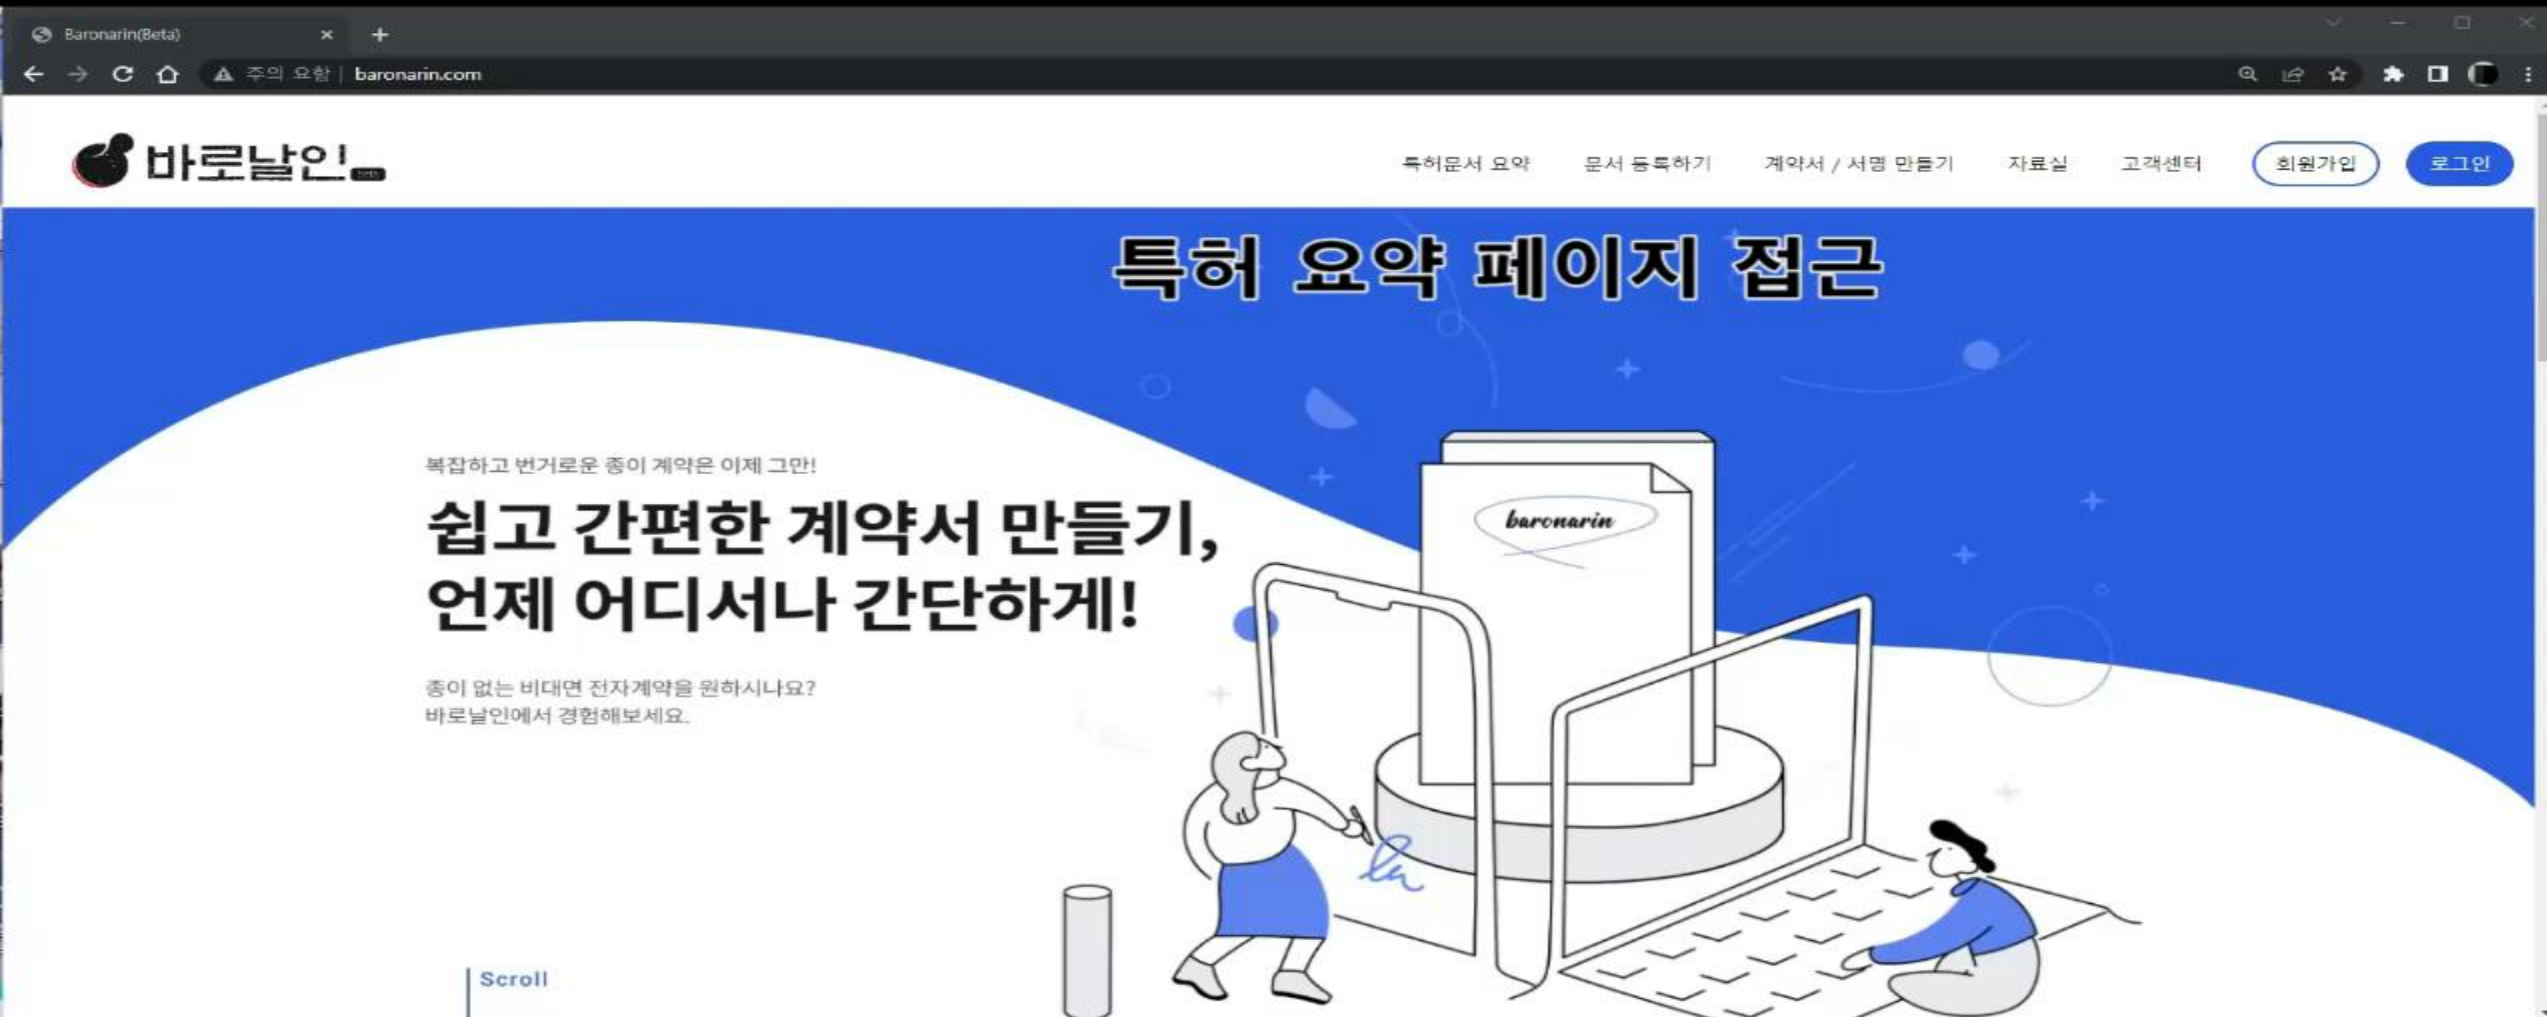 Baronarin(Beta)
주의 요함 | baronarin.com
바로날인 beta
특허문서 요약 문서 등록하기 계약서 / 서명 만들기 자료실 고객센터 회원가입 로그인
특허 요약 페이지 접근
복잡하고 번거로운 종이 계약은 이제 그만!
쉽고 간편한 계약서 만들기,
언제 어디서나 간단하게!
baronarin
종이 없는 비대면 전자계약을 원하시나요?
바로날인에서 경험해보세요.
Scroll